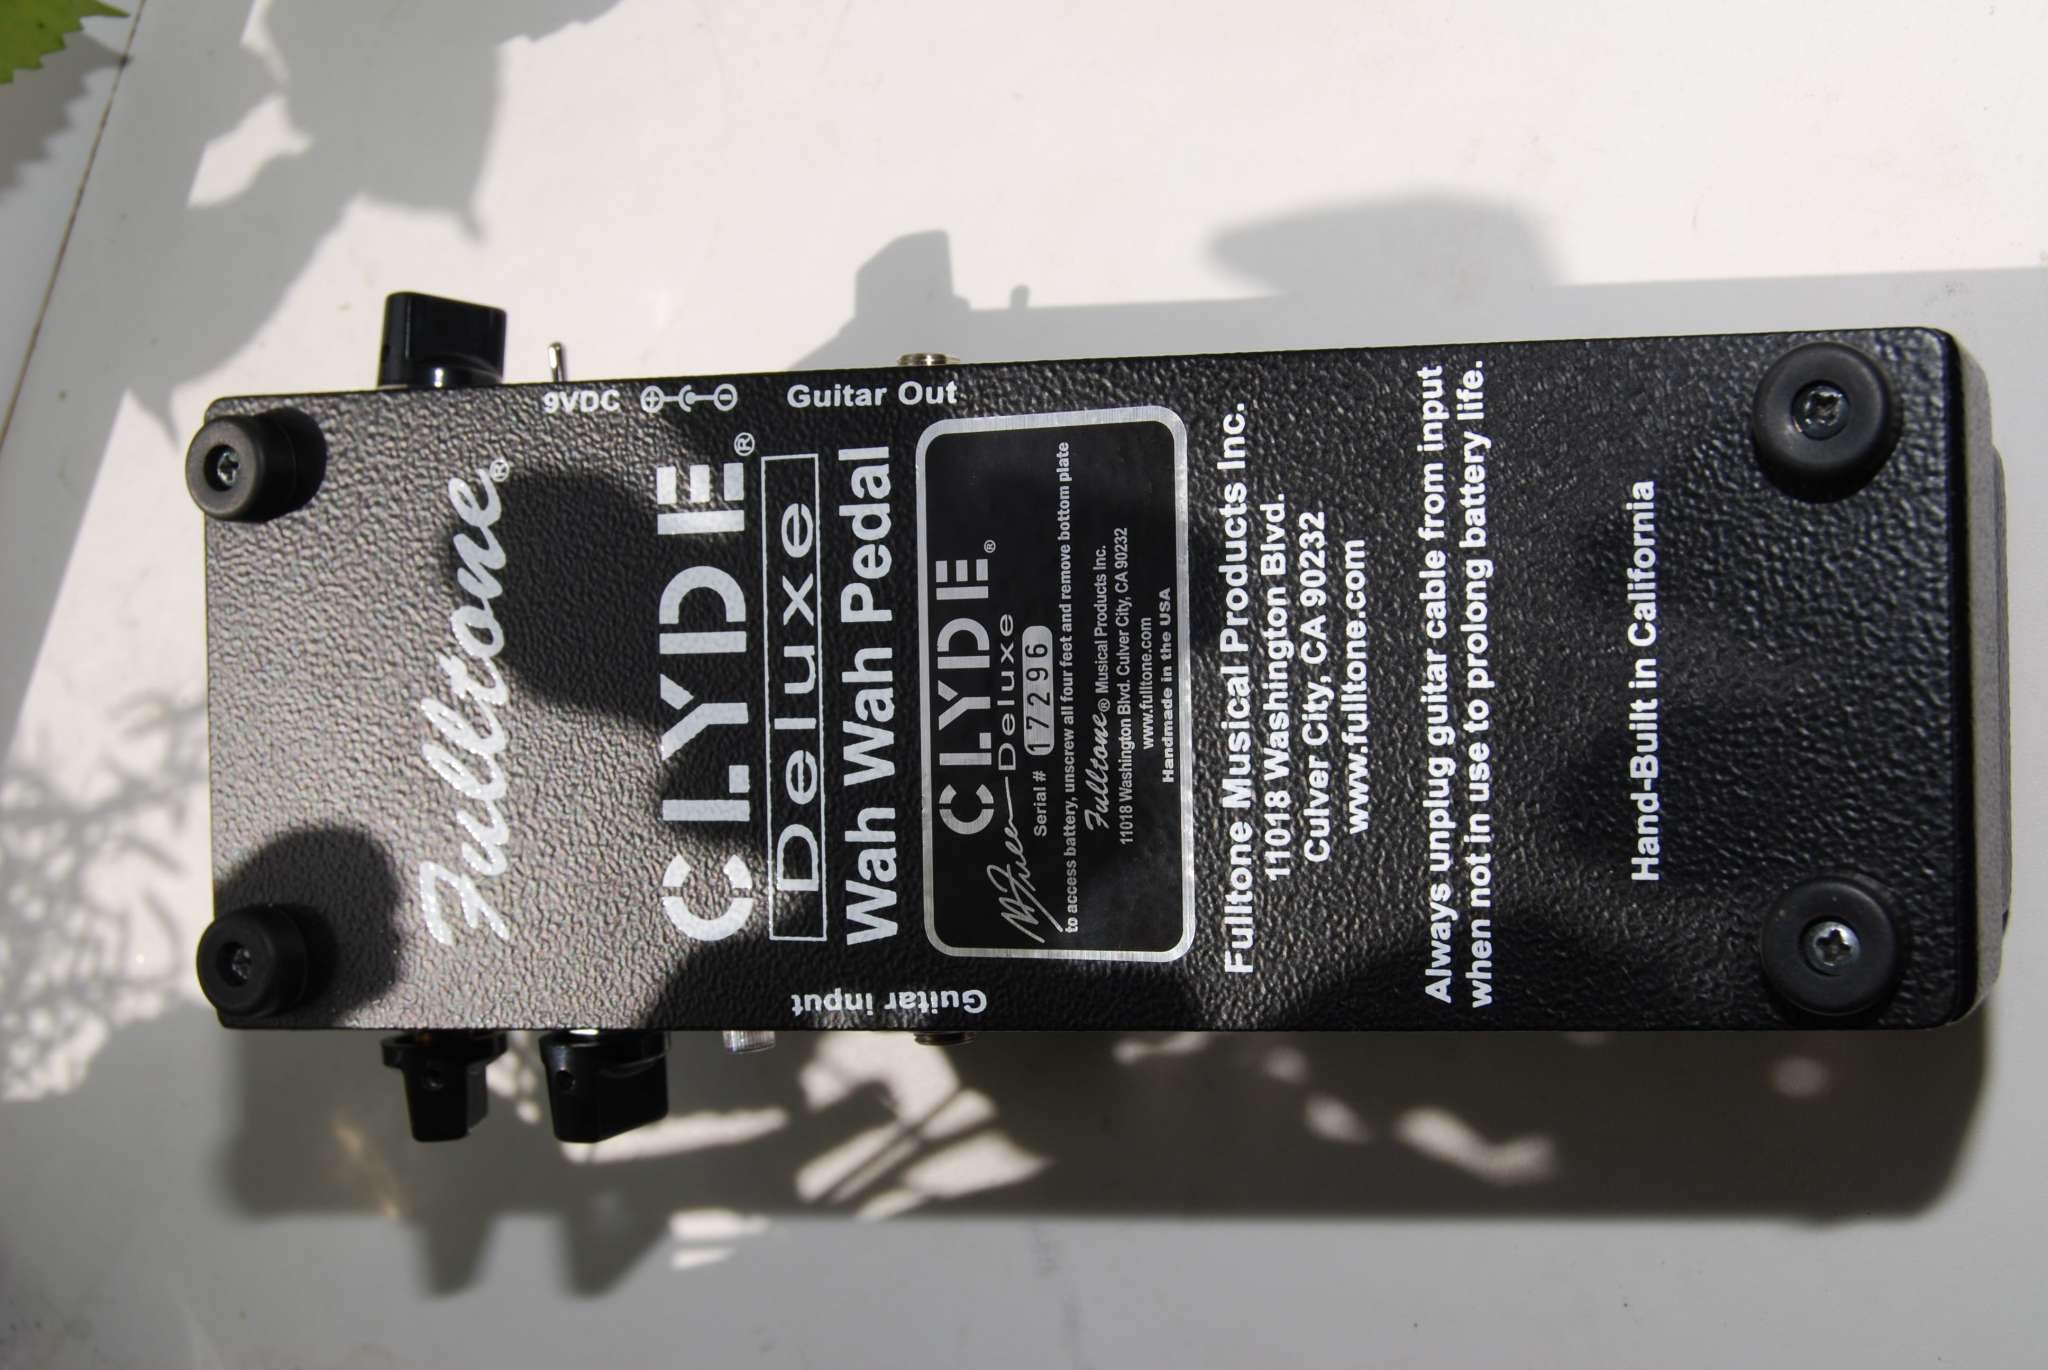 Fulltone®
9VDC
CLYDE®
Deluxe
Wah Wah Pedal
Guitar Out
Guitar input
CLYDE®
Deluxe
Serial # 17296
to access battery, unscrew all four feet and remove bottom plate
Fulltone® Musical Products Inc.
11018 Washington Blvd. Culver City, CA 90232
www.fulltone.com
Handmade in the USA
Fulltone Musical Products Inc.
11018 Washington Blvd.
Culver City, CA 90232
www.fulltone.com
Always unplug guitar cable from input
when not in use to prolong battery life.
Hand-Built in California